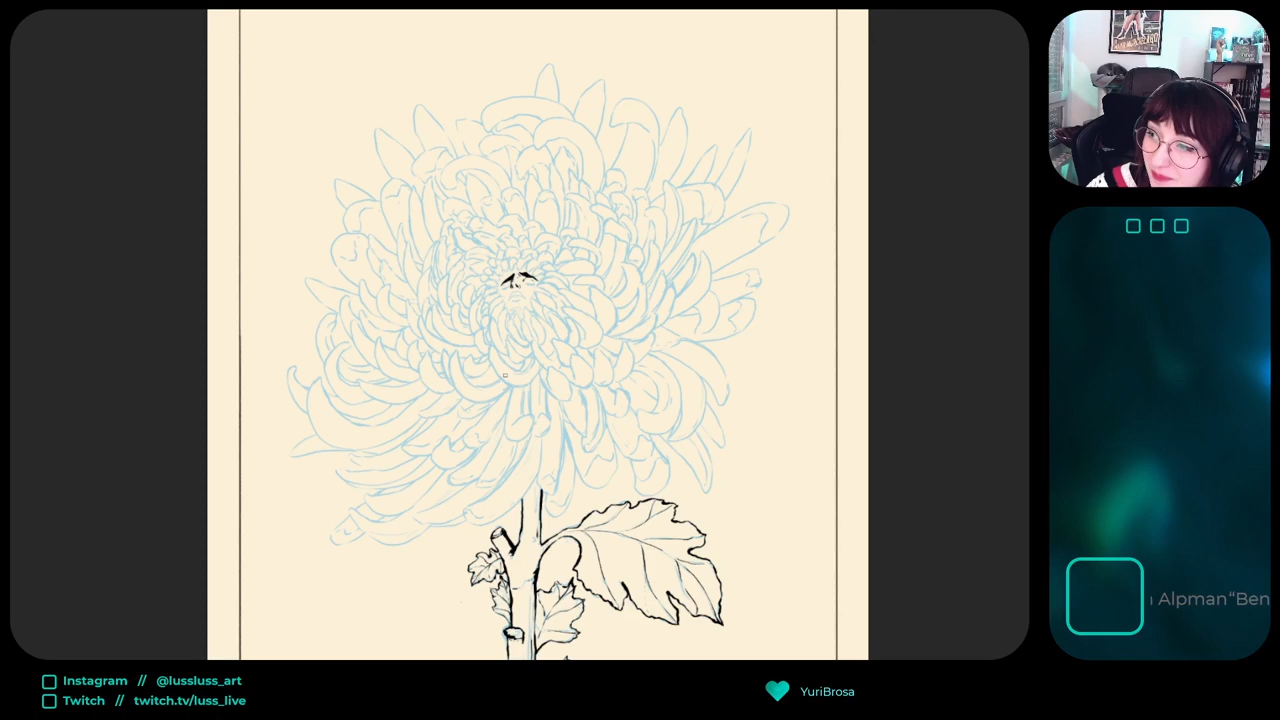 ı Alpman “Ben
Instagram // @lussluss_art
Twitch // twitch.tv/luss_live
YuriBrosa